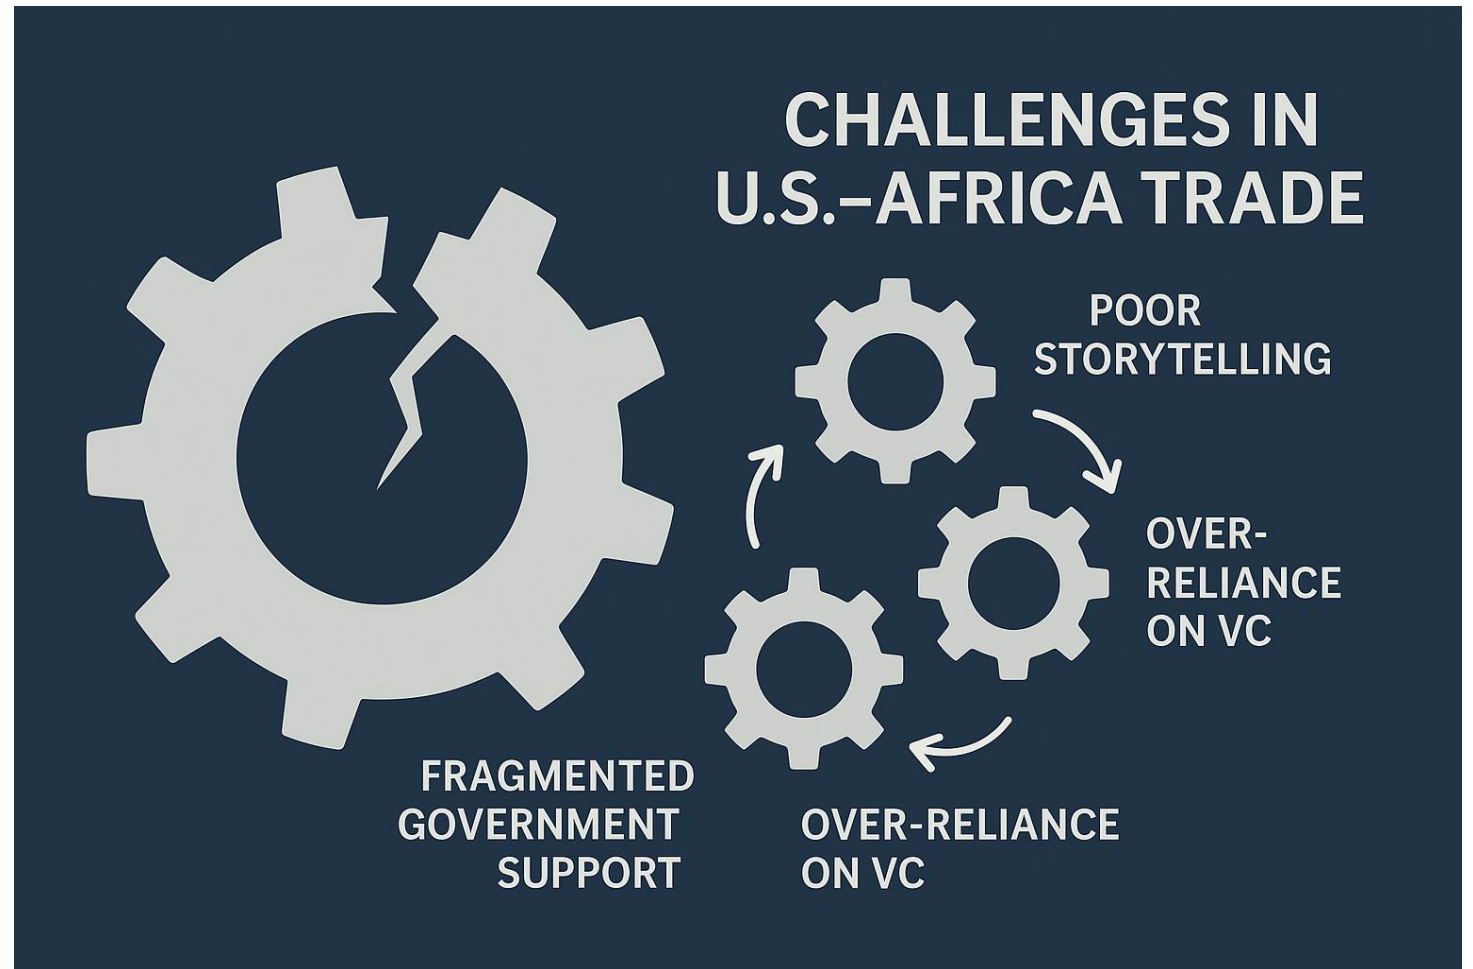 CHALLENGES IN
U.S.–AFRICA TRADE
POOR
STORYTELLING
OVER-
RELIANCE
ON VC
FRAGMENTED
GOVERNMENT
SUPPORT
OVER-RELIANCE
ON VC